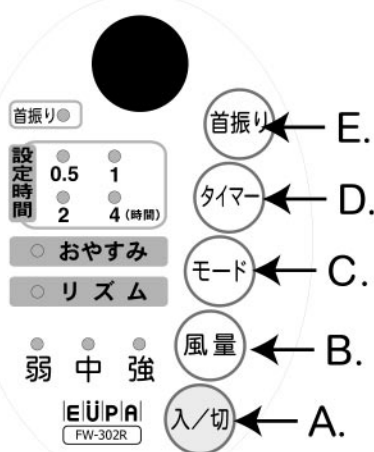 首振り
首振り
E.
設定時間
0.5 1
2 4(時間)
タイマー
D.
おやすみ
モード
C.
リズム
風量
B.
弱 中 強
EUPA
FW-302R
入/切
A.